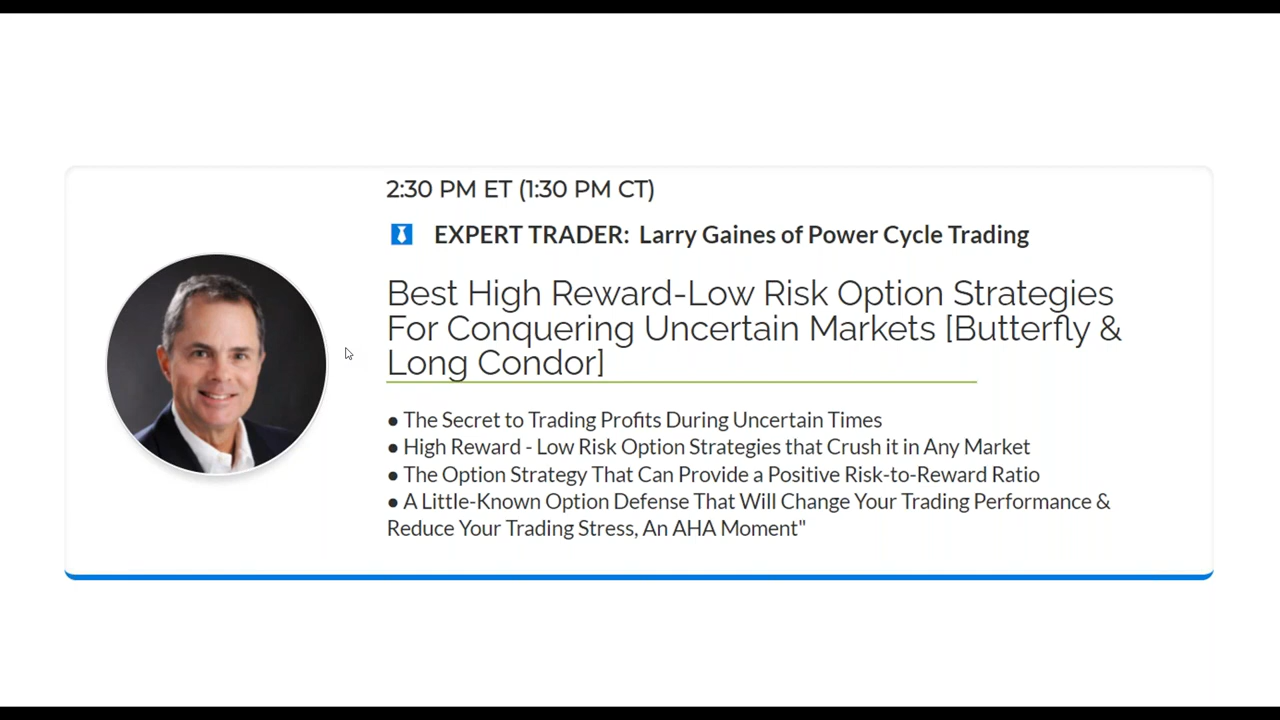 2:30 PM ET (1:30 PM CT)
EXPERT TRADER: Larry Gaines of Power Cycle Trading
Best High Reward-Low Risk Option Strategies
For Conquering Uncertain Markets [Butterfly &
Long Condor]
● The Secret to Trading Profits During Uncertain Times
● High Reward - Low Risk Option Strategies that Crush it in Any Market
● The Option Strategy That Can Provide a Positive Risk-to-Reward Ratio
● A Little-Known Option Defense That Will Change Your Trading Performance &
Reduce Your Trading Stress, An AHA Moment"